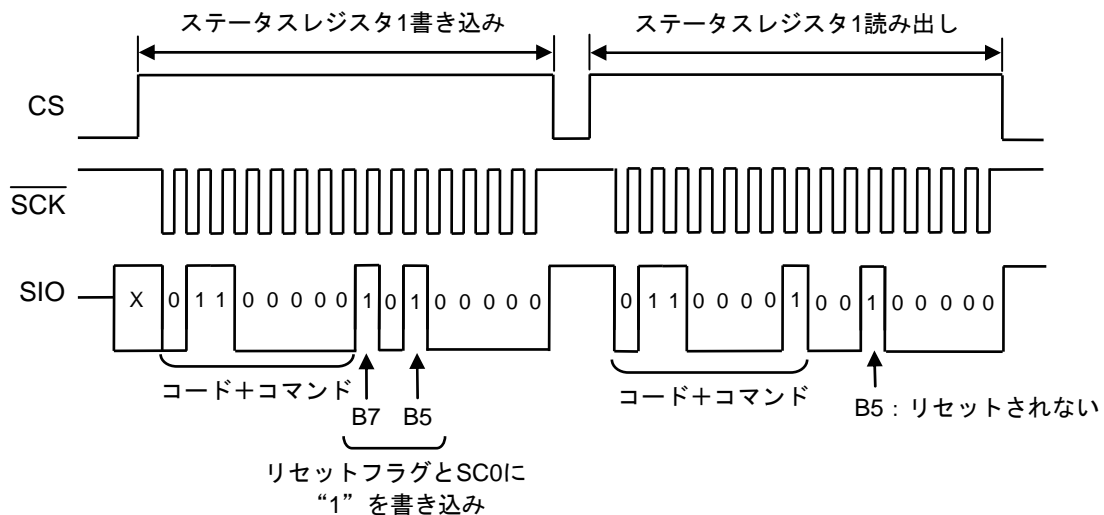 ステータスレジスタ1書き込み
ステータスレジスタ1読み出し
CS
SCK
SIO
X 0 1 1 0 0 0 0 0 1 0 1 0 0 0 0 0
0 1 1 0 0 0 0 1 0 0 1 0 0 0 0 0
コード+コマンド
B7
B5
リセットフラグとSC0に
“1”を書き込み
コード+コマンド
B5:リセットされない